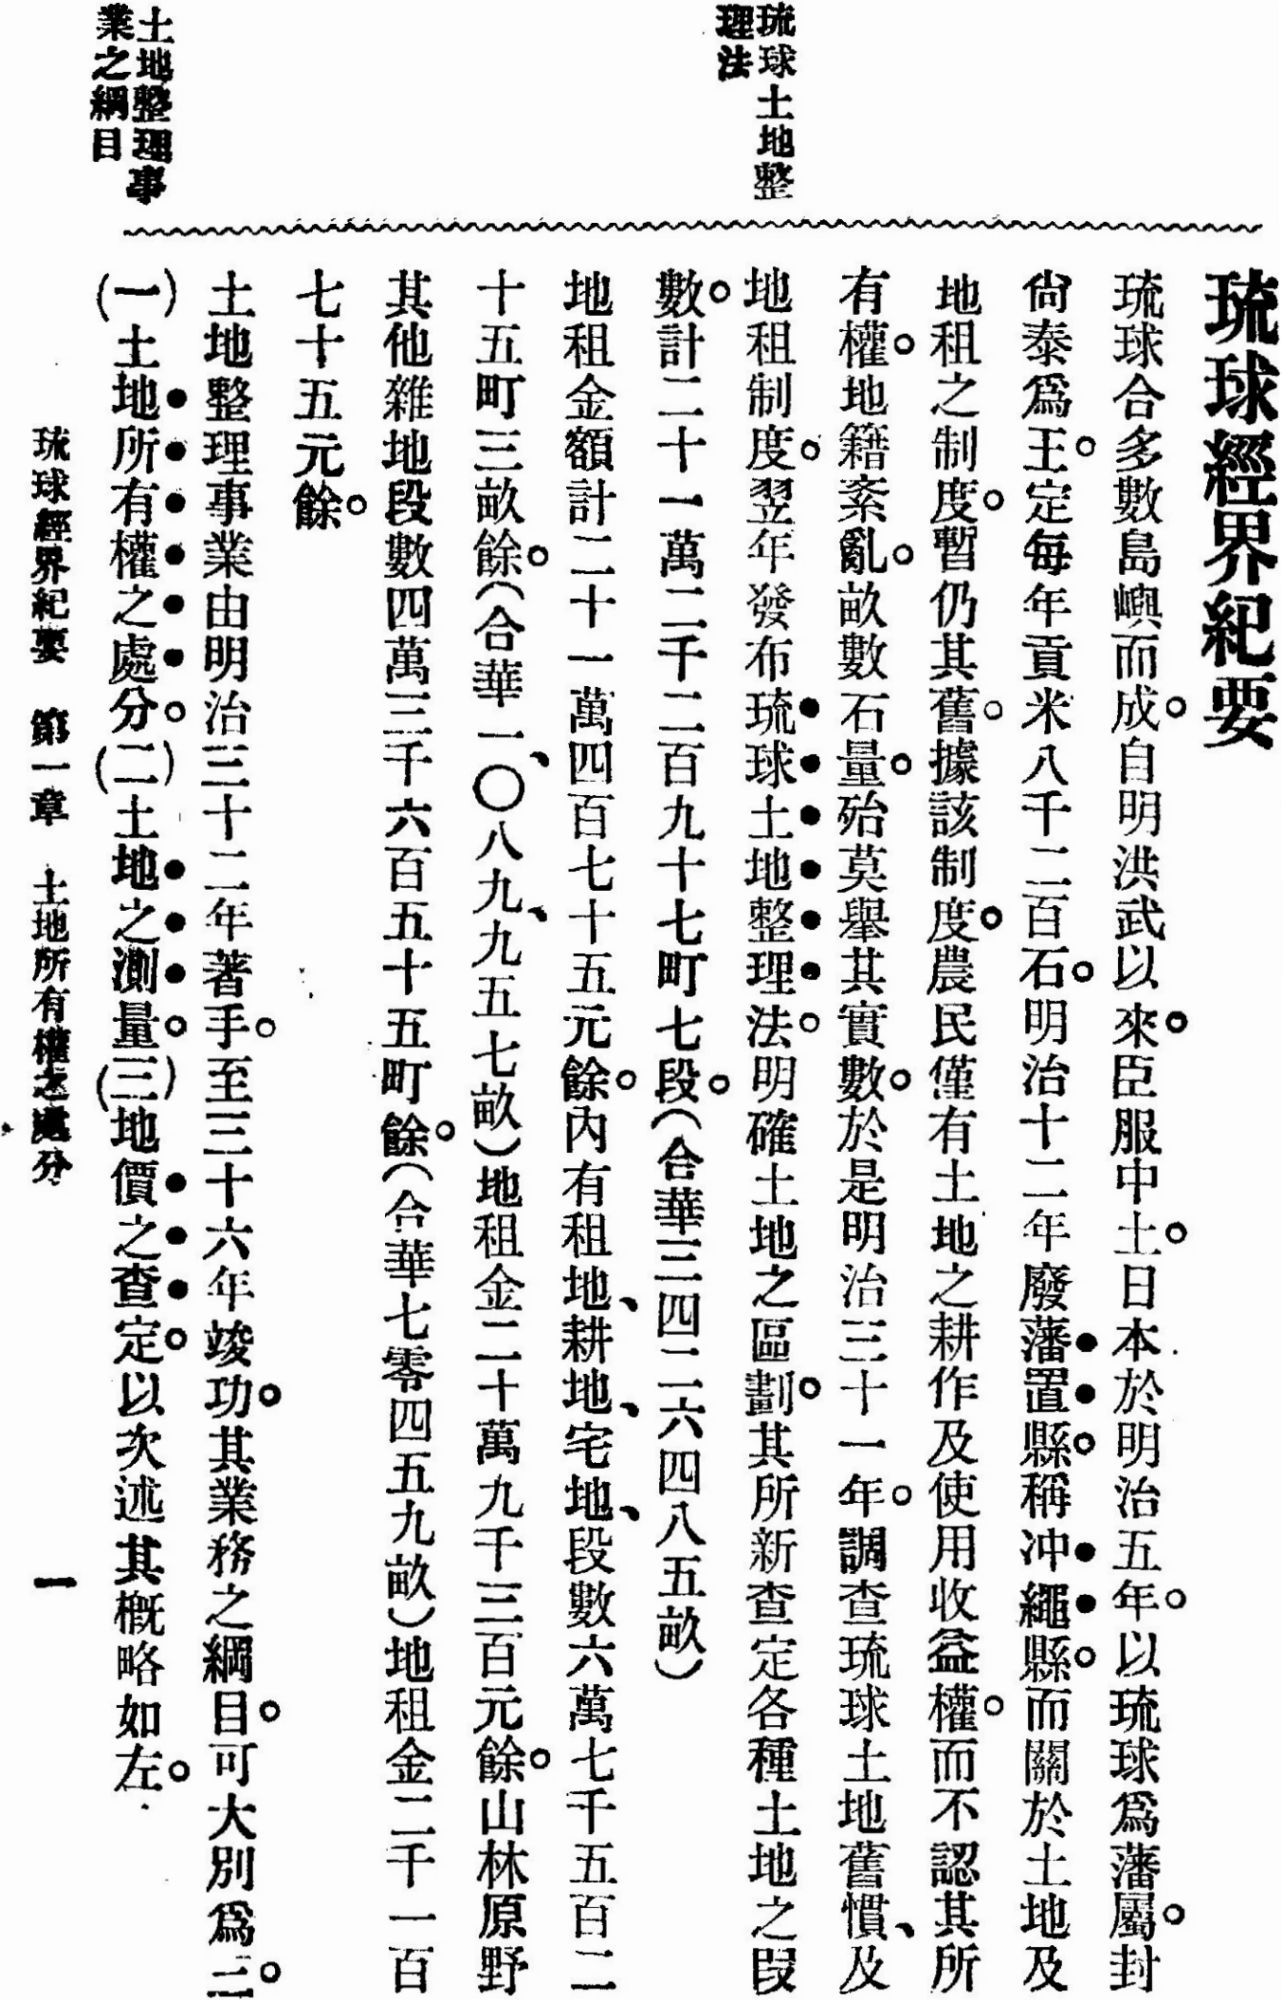 琉球經界紀要
琉球合多數島嶼而成。自明洪武以來。臣服中土。日本於明治五年。以琉球爲藩屬。封
尙泰爲王。定每年貢米八千二百石。明治十二年廢藩置縣。稱冲繩縣。而關於土地及
地租之制度。暫仍其舊。據該制度。農民僅有土地之耕作及使用收益權。而不認其所
有權。地籍紊亂。畝數石量。殆莫舉其實數。於是明治三十一年。調查琉球土地舊慣、及
地租制度。翌年發布琉球土地整理法。明確土地之區劃。其所新查定各種土地之段
數。計二十一萬二千二百九十七町七段。(合華三四二六四八五畝)
地租金額計二十一萬四百七十五元餘。內有租地、耕地、宅地、段數六萬七千五百二
十五町三畝餘。(合華一、〇八九、九五七畝)地租金二十萬九千三百元餘。山林原野
其他雜地段數四萬三千六百五十五町餘。(合華七零四五九畝)地租金二千一百
七十五元餘。
土地整理事業由明治三十二年著手。至三十六年竣功。其業務之綱目。可大別爲三。
(一)土地所有權之處分。(二)土地之測量。(三)地價之查定。以次述其概略如左。
琉球土地整
理法
土地整理事
業之綱目
琉球經界紀要 第一章 土地所有權之處分 一